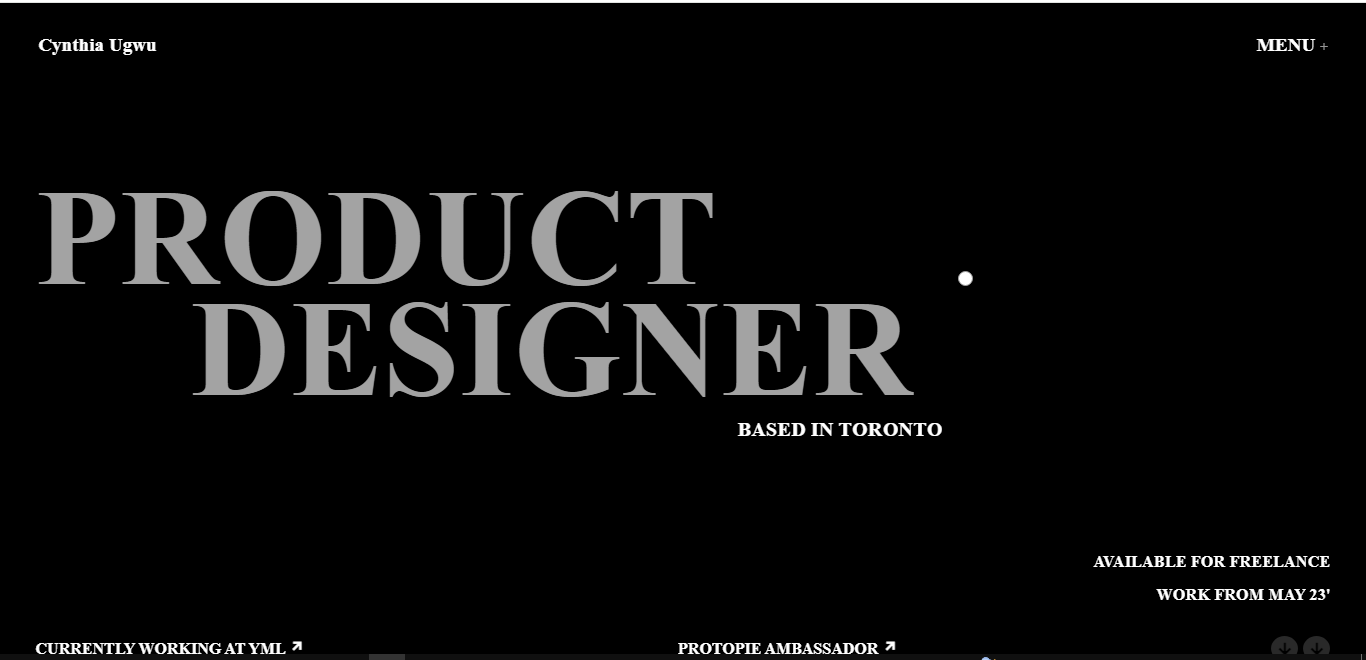 Cynthia Ugwu
MENU +
PRODUCT
DESIGNER
BASED IN TORONTO
AVAILABLE FOR FREELANCE
WORK FROM MAY 23'
CURRENTLY WORKING AT YML ↗
PROTOPIE AMBASSADOR ↗